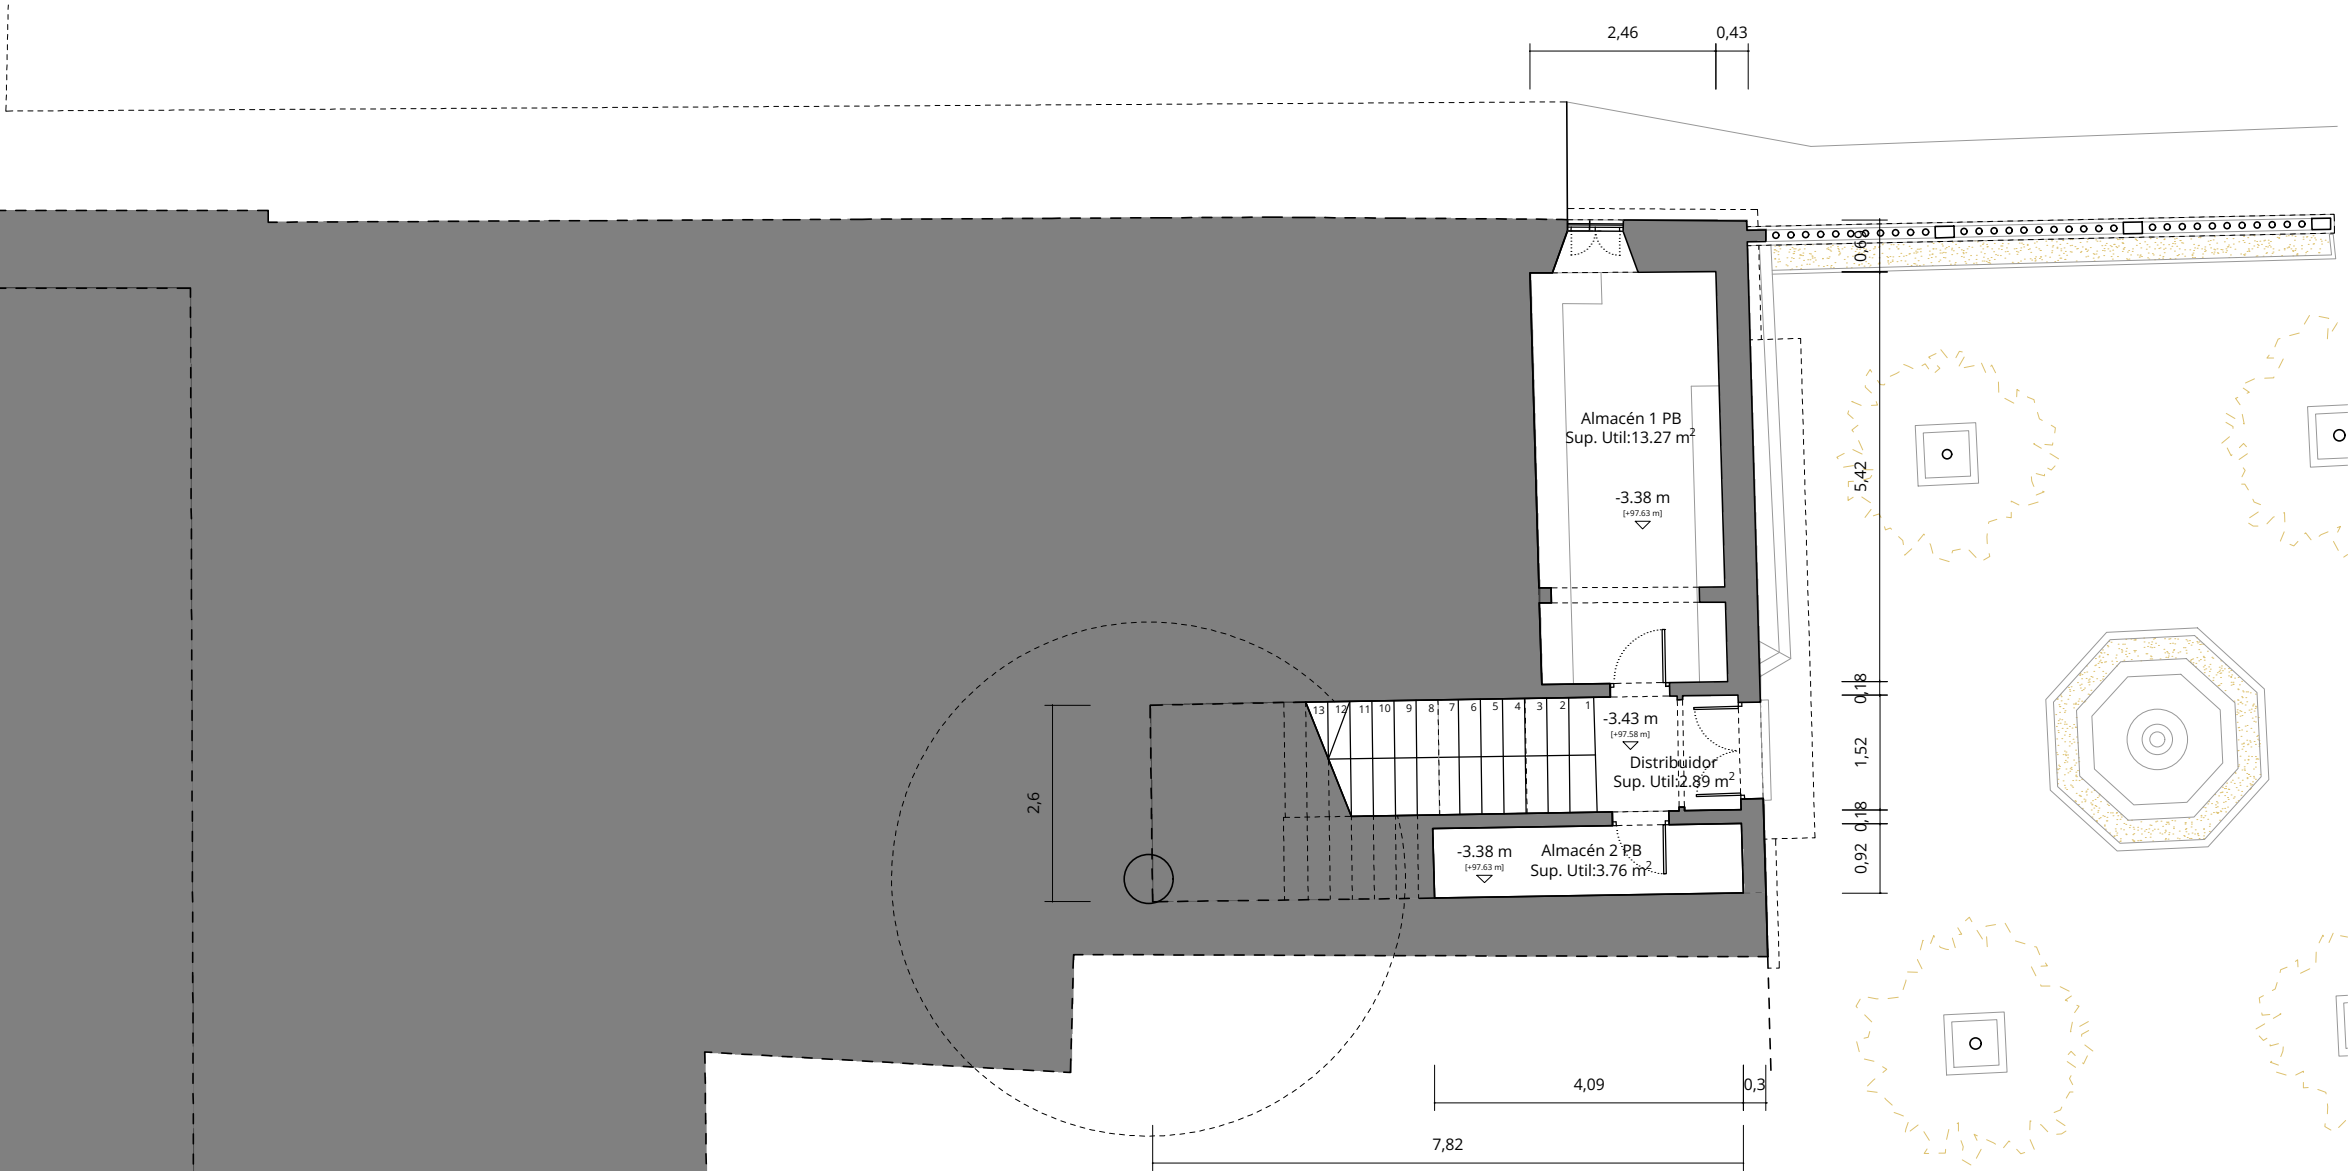 2,46
0,43
0,69
Almacén 1 PB
Sup. Util:13.27 m²
5,42
-3.38 m
[+97.63 m]
0,18
13 12 11 10 9 8 7 6 5 4 3 2 1
-3.43 m
[+97.58 m]
Distribuidor
Sup. Util:2.89 m²
1,52
2,6
0,18
-3.38 m
[+97.63 m]
Almacén 2 PB
Sup. Util:3.76 m²
0,92
4,09
0,3
7,82